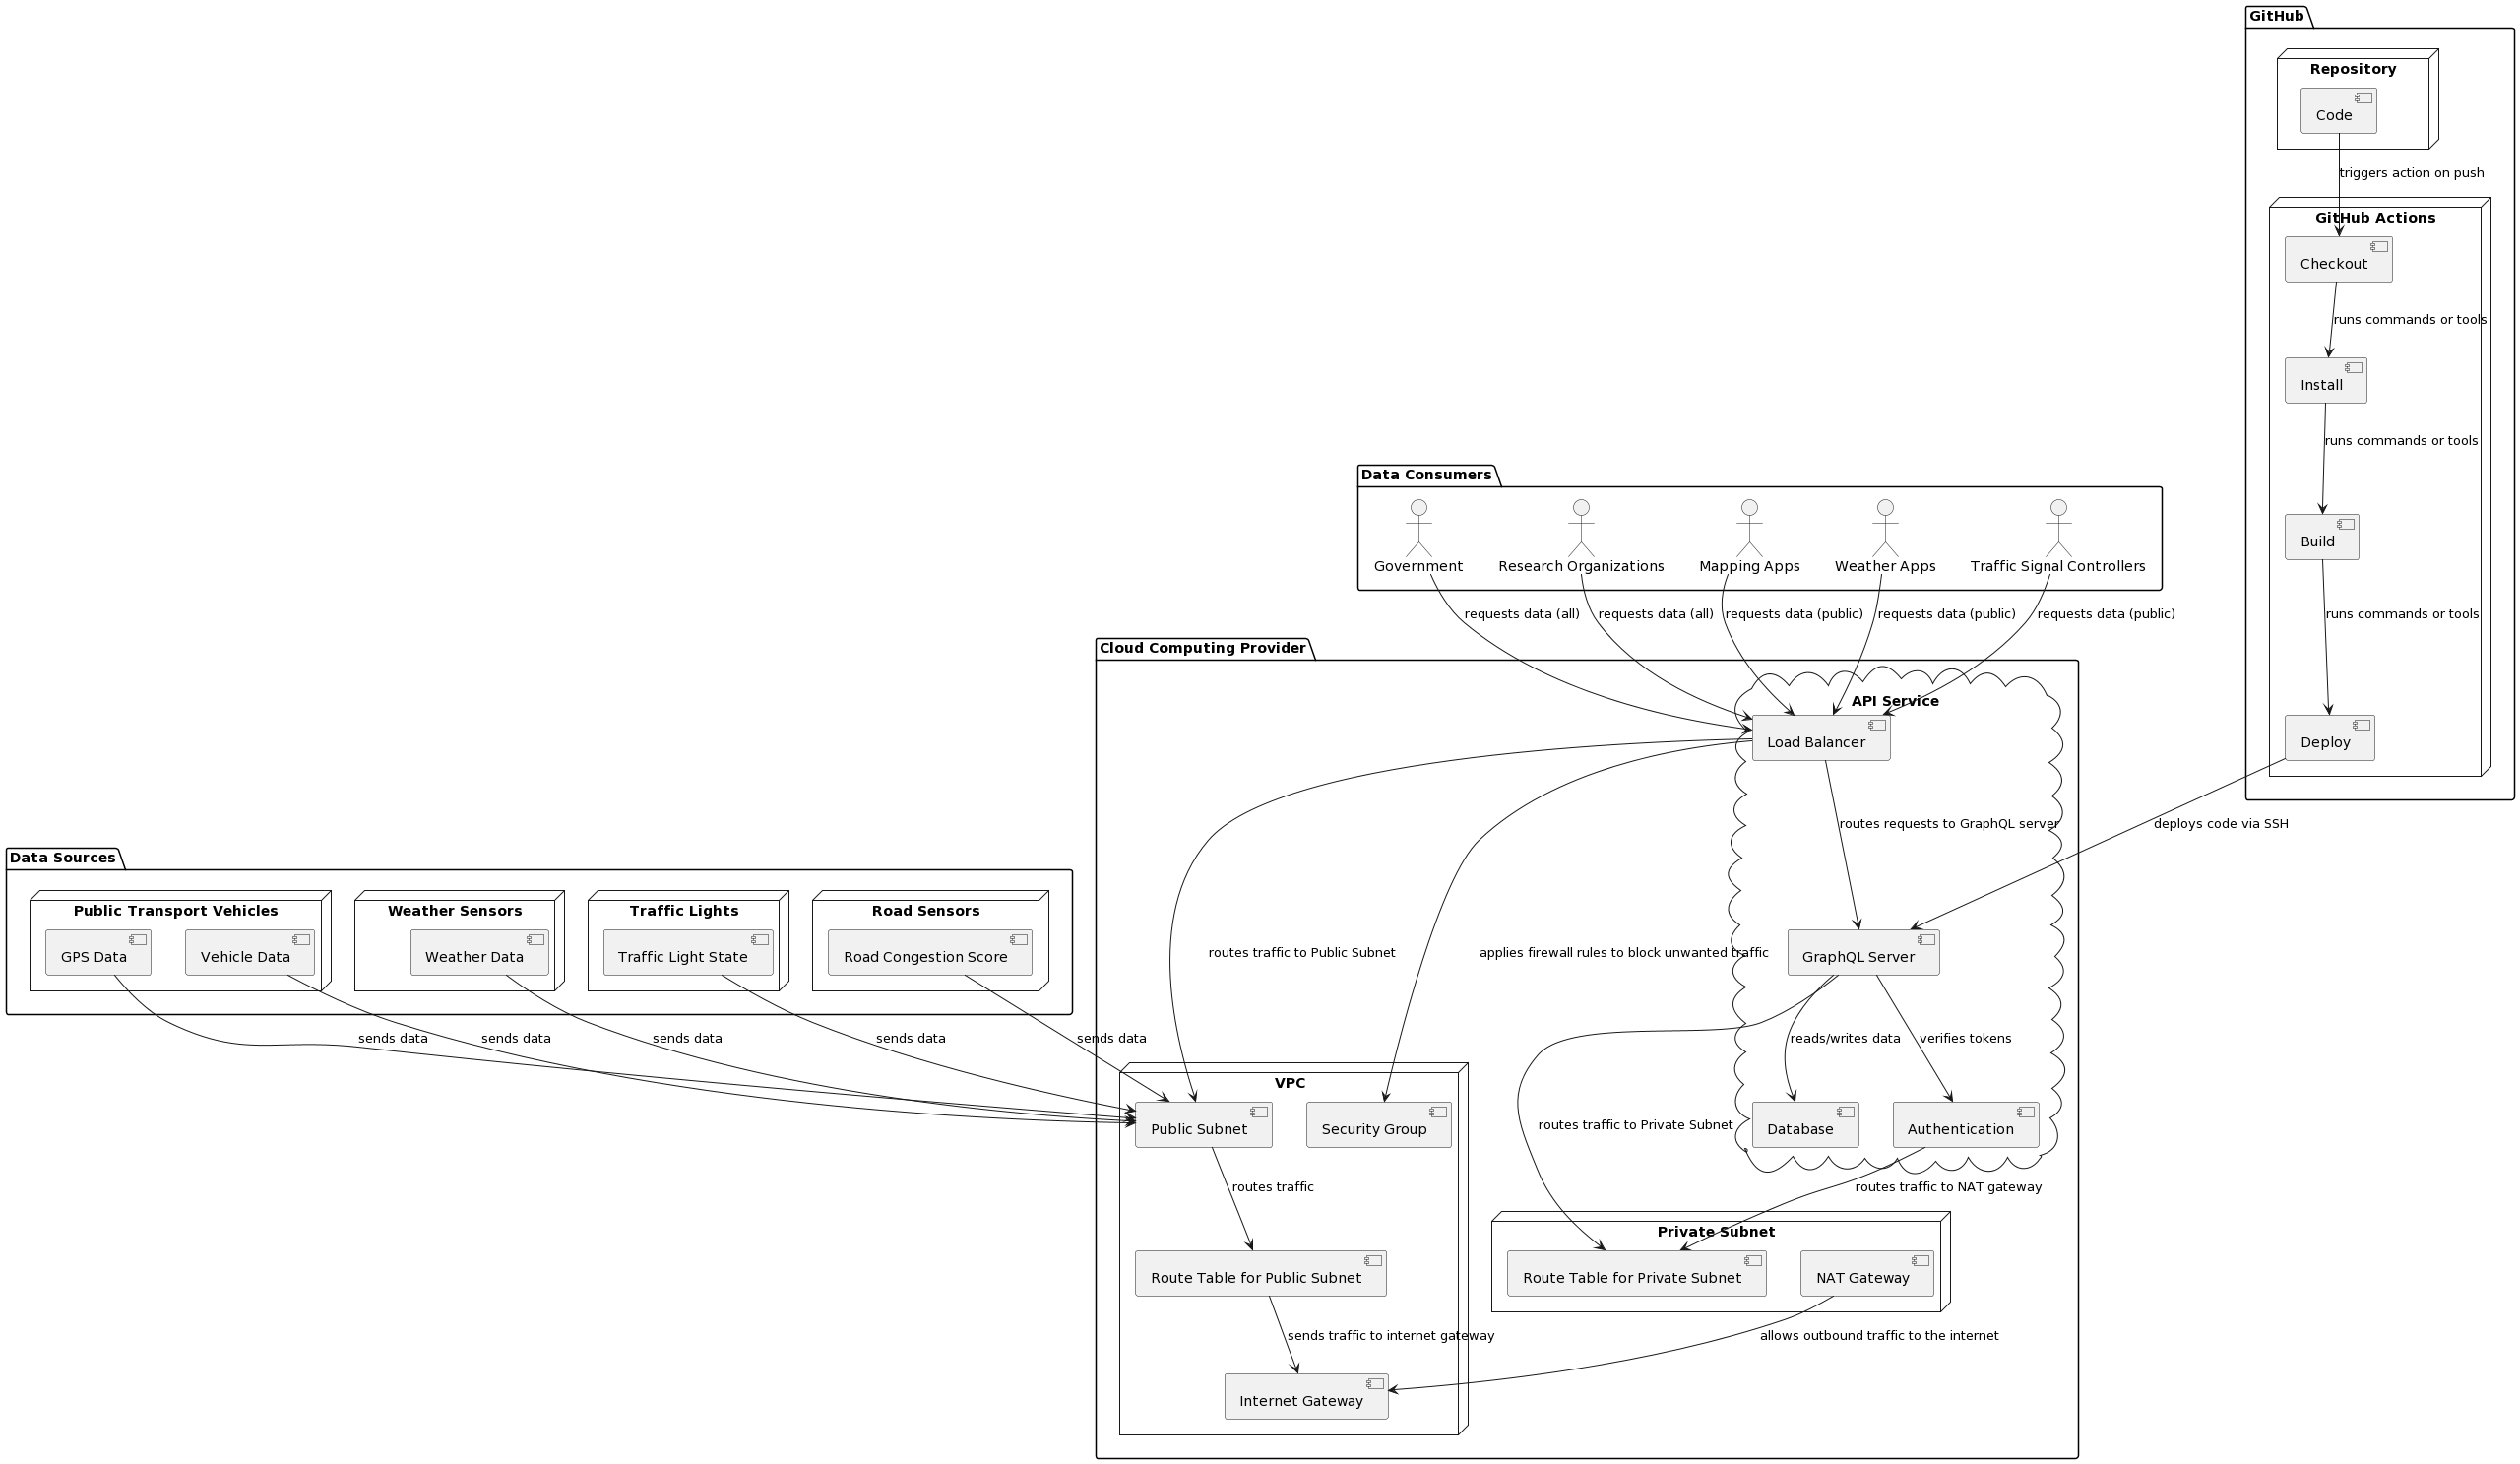 GitHub
Repository
Code
triggers action on push
GitHub Actions
Checkout
runs commands or tools
Install
runs commands or tools
Build
runs commands or tools
Deploy
deploys code via SSH
Data Consumers
Government
Research Organizations
Mapping Apps
Weather Apps
Traffic Signal Controllers
requests data (all)
requests data (all)
requests data (public)
requests data (public)
requests data (public)
Cloud Computing Provider
API Service
Load Balancer
routes requests to GraphQL server
routes traffic to Public Subnet
applies firewall rules to block unwanted traffic
GraphQL Server
reads/writes data
verifies tokens
Database
Authentication
routes traffic to Private Subnet
routes traffic to NAT gateway
Data Sources
Public Transport Vehicles
GPS Data
Vehicle Data
Weather Sensors
Weather Data
Traffic Lights
Traffic Light State
Road Sensors
Road Congestion Score
sends data
sends data
sends data
sends data
sends data
VPC
Public Subnet
Security Group
routes traffic
Route Table for Public Subnet
sends traffic to internet gateway
Internet Gateway
Private Subnet
Route Table for Private Subnet
NAT Gateway
allows outbound traffic to the internet